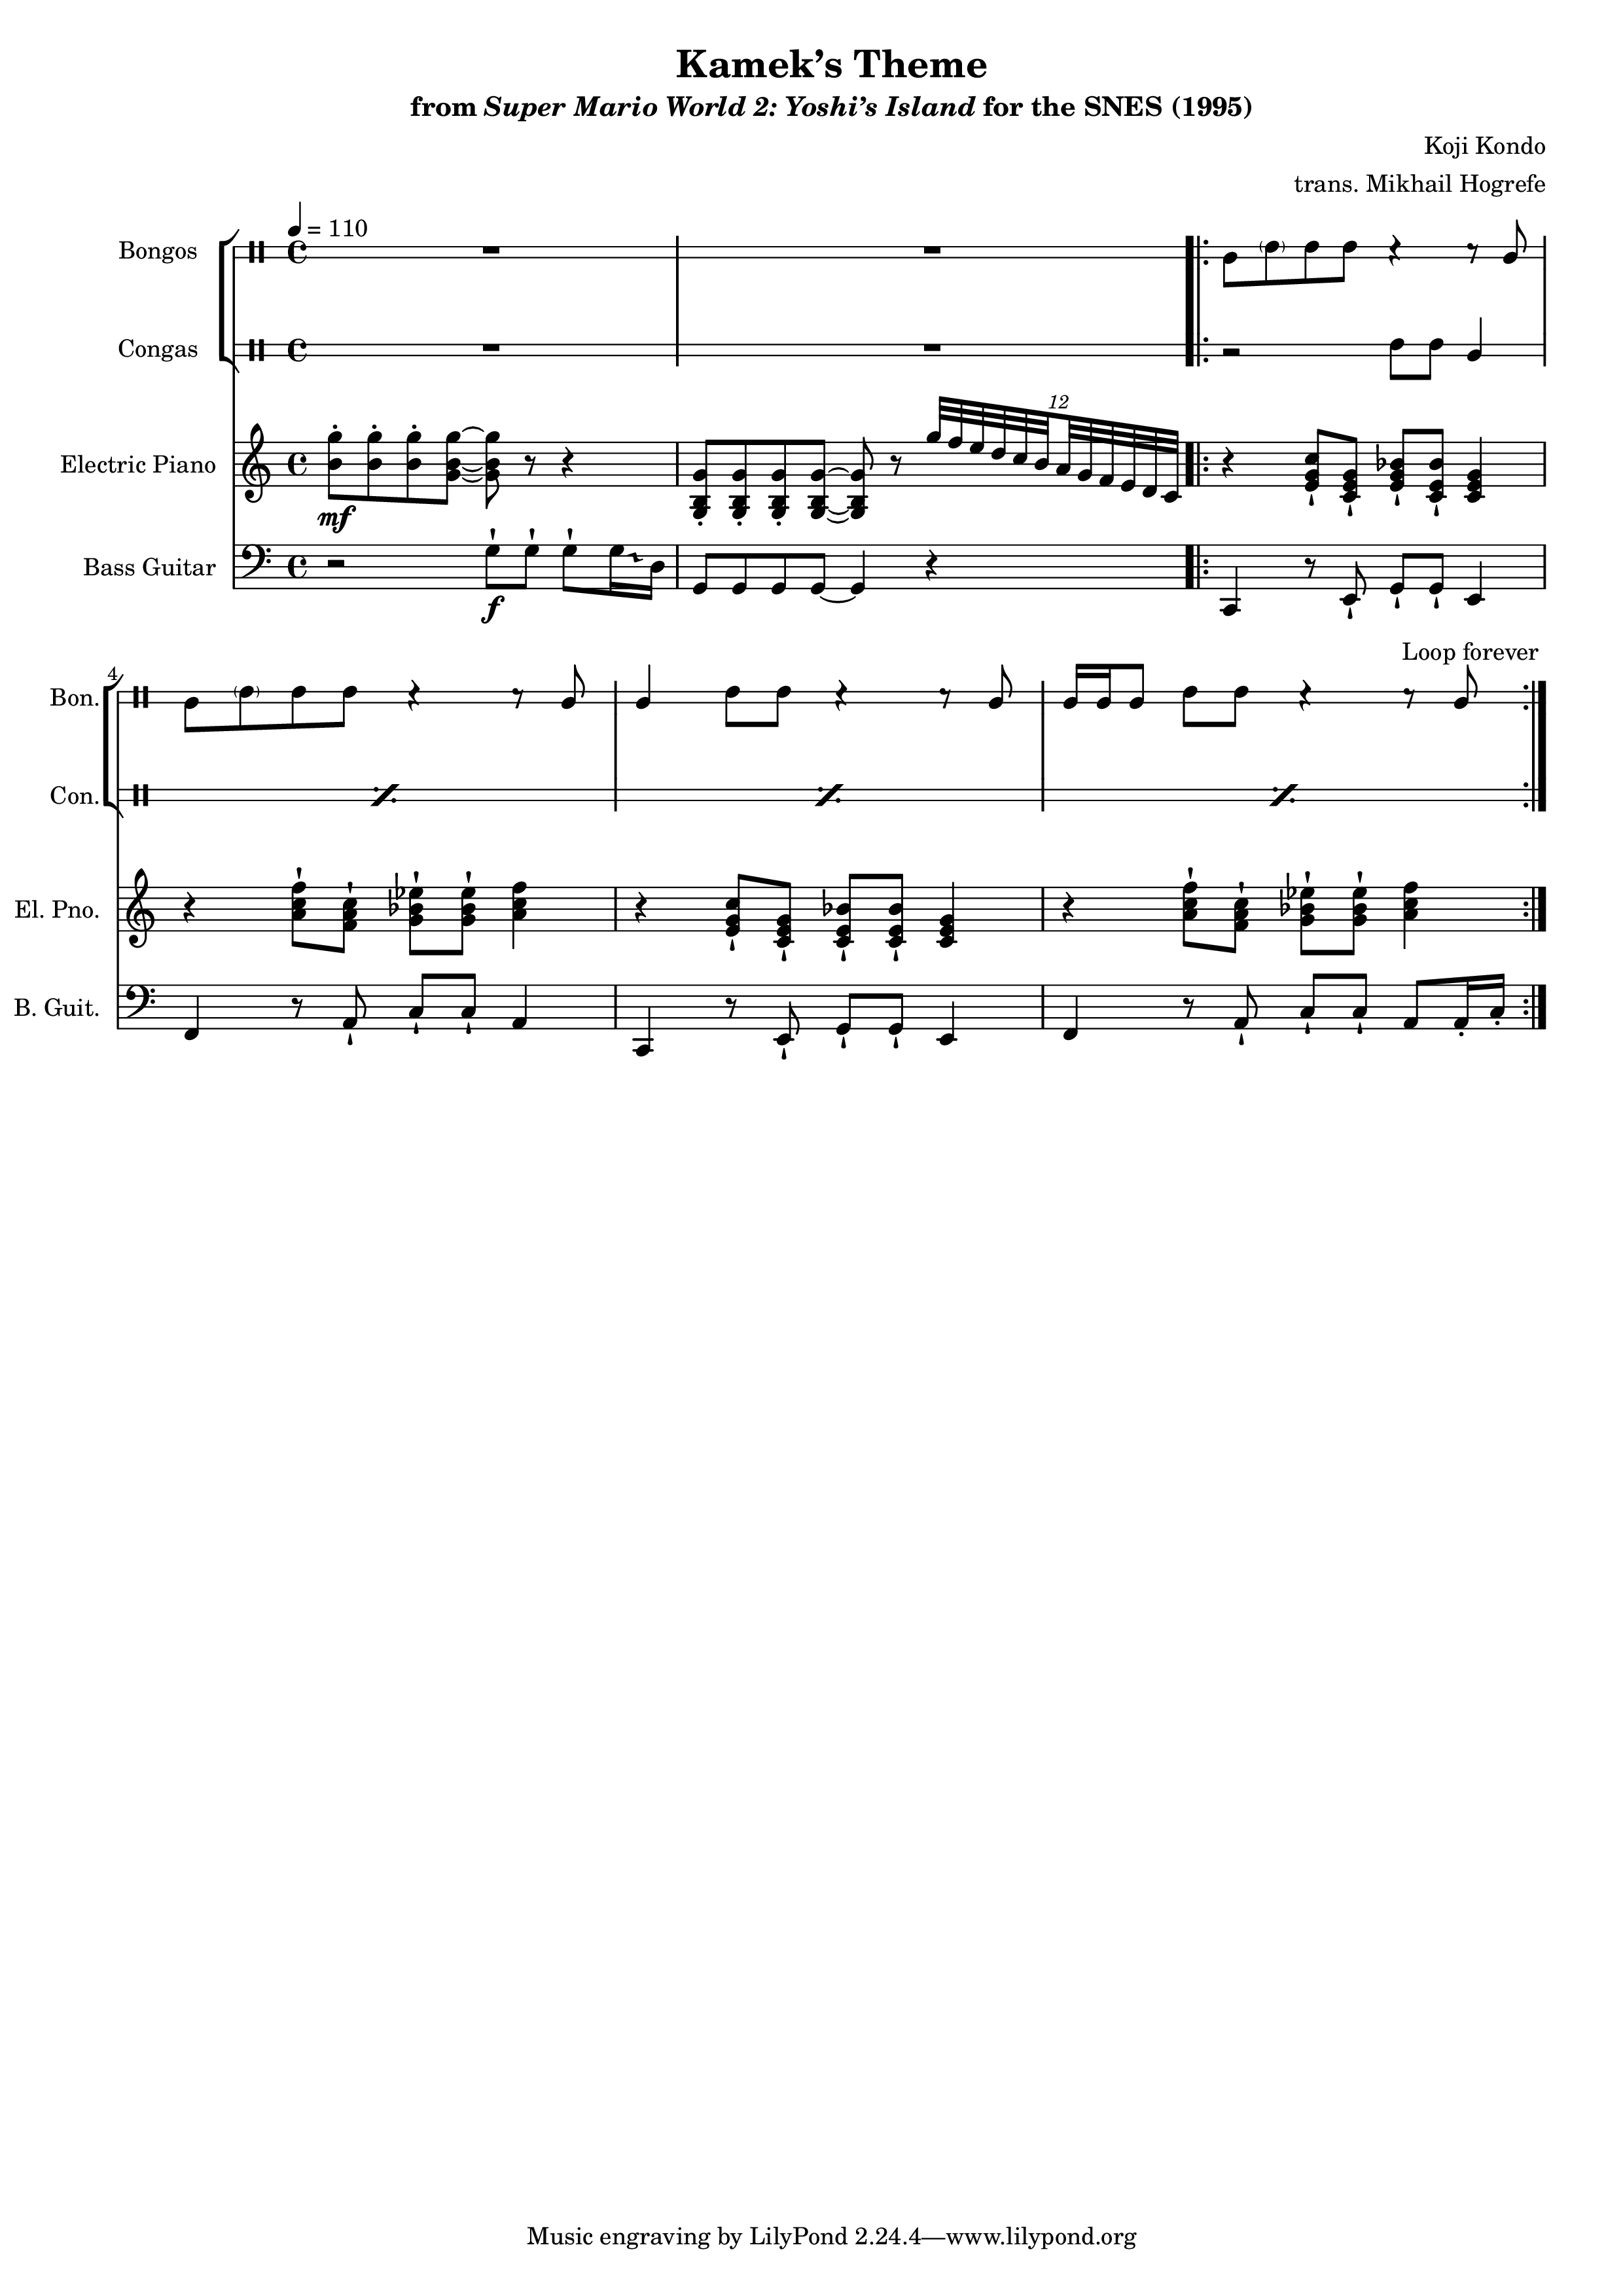 Kamek’s Theme
from Super Mario World 2: Yoshi’s Island for the SNES (1995)
Koji Kondo
trans. Mikhail Hogrefe
= 110
Bongos
Congas
12
Electric Piano
mf
Bass Guitar
f
Loop forever
4
Bon.
Con.
El. Pno.
B. Guit.
Music engraving by LilyPond 2.24.4—www.lilypond.org